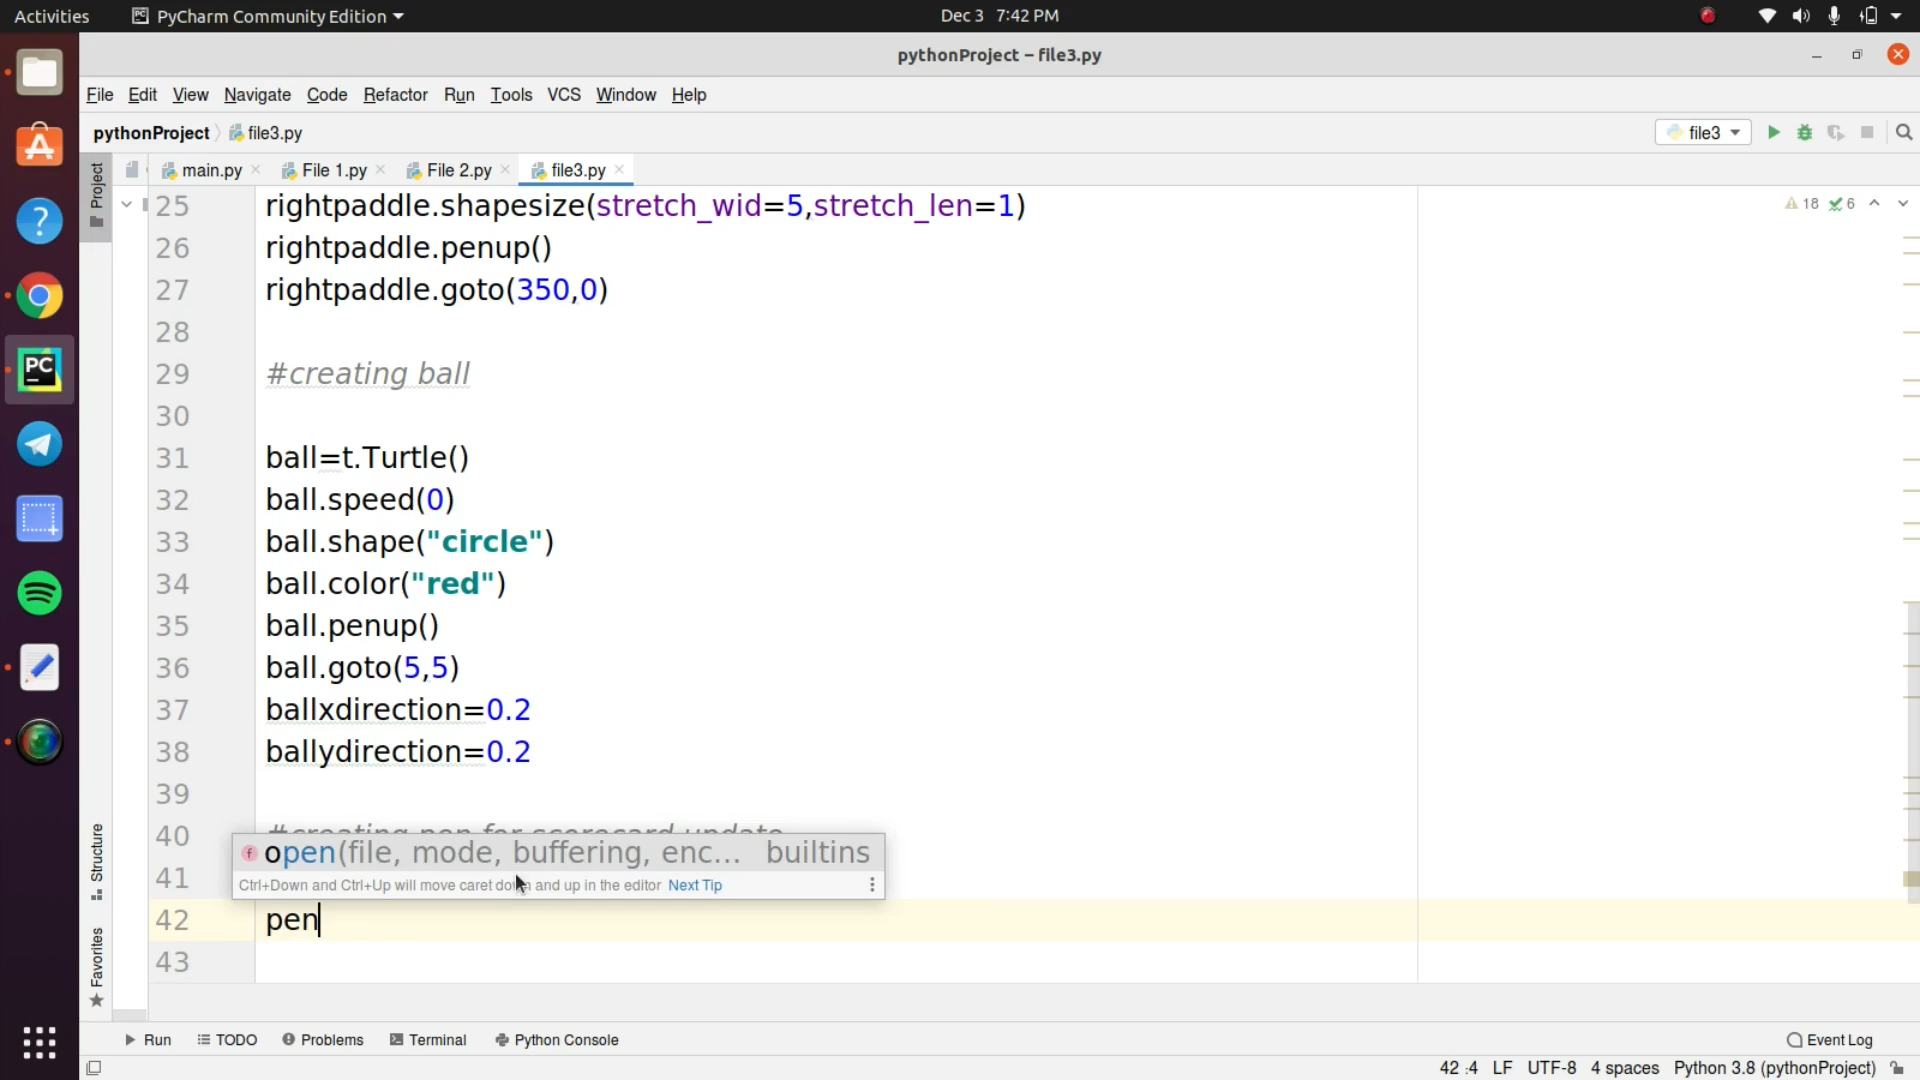 Activities PyCharm Community Edition Dec 3 7:42 PM
pythonProject – file3.py
File Edit View Navigate Code Refactor Run Tools VCS Window Help
pythonProject file3.py file3
Project main.py File 1.py File 2.py file3.py
25 rightpaddle.shapesize(stretch_wid=5,stretch_len=1) 18 6
26 rightpaddle.penup()
27 rightpaddle.goto(350,0)
28
29 #creating ball
30
31 ball=t.Turtle()
32 ball.speed(0)
33 ball.shape("circle")
34 ball.color("red")
35 ball.penup()
36 ball.goto(5,5)
37 ballxdirection=0.2
38 ballydirection=0.2
39
40 #creating pen for scorecard update
open(file, mode, buffering, enc... builtins
41 Ctrl+Down and Ctrl+Up will move caret down and up in the editor Next Tip
42 pen
43
Structure
Favorites
Run TODO Problems Terminal Python Console Event Log
42:4 LF UTF-8 4 spaces Python 3.8 (pythonProject)